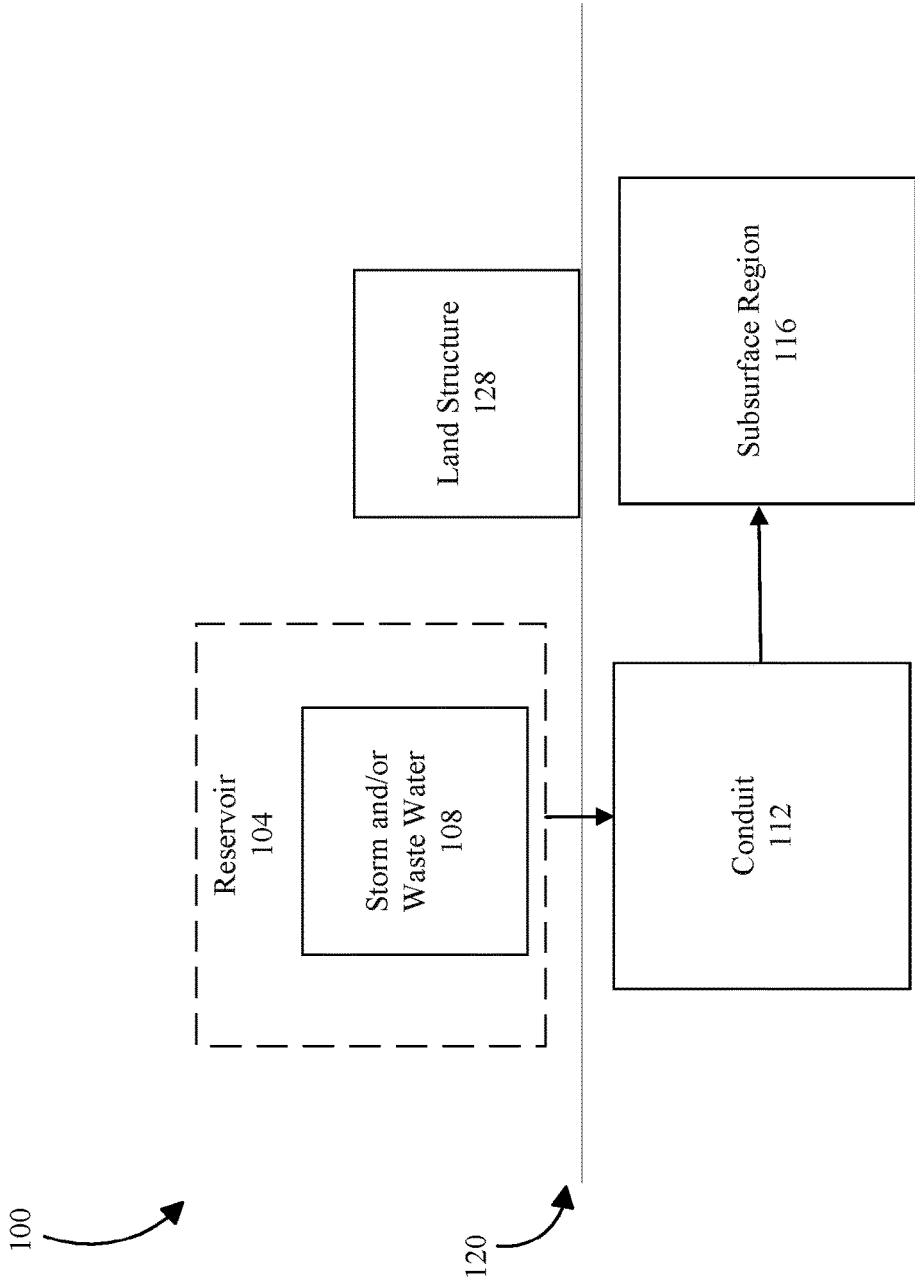 100
Reservoir
104
Storm and/or
Waste Water
108
Land Structure
128
120
Conduit
112
Subsurface Region
116